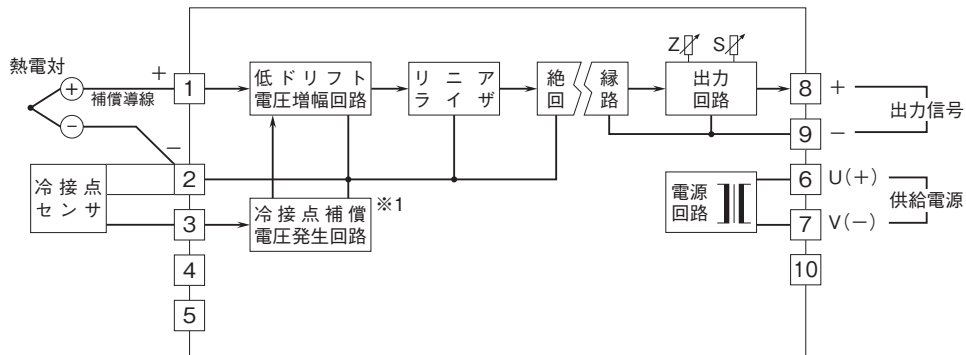 熱電対
+
−
補償導線
+
−
冷接点
センサ
1
2
3
4
5
低ドリフト
電圧増幅回路
リニア
ライザ
絶縁
回路
Z
S
出力
回路
冷接点補償
電圧発生回路
※1
電源
回路
8
+
9
−
出力信号
6
U(+)
7
V(−)
供給電源
10